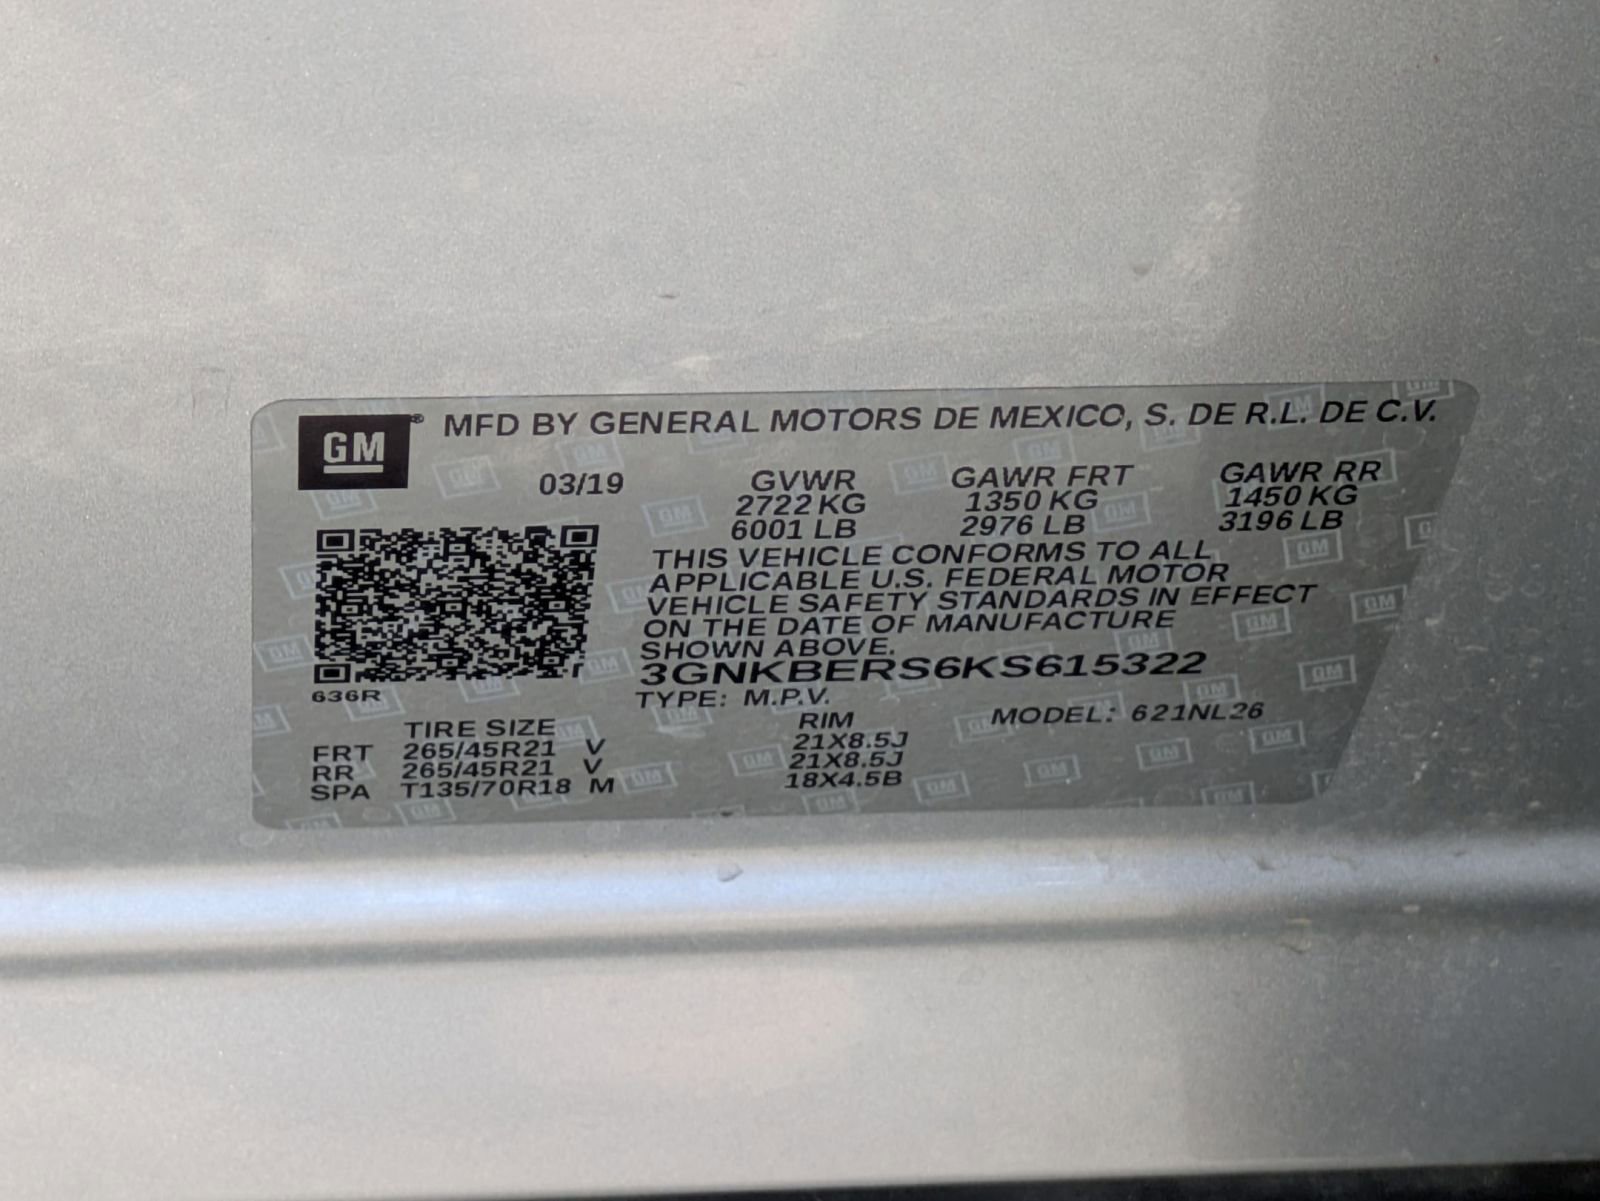 GM® MFD BY GENERAL MOTORS DE MEXICO, S. DE R.L. DE C.V.
03/19 GVWR GAWR FRT GAWR RR
2722 KG 1350 KG 1450 KG
6001 LB 2976 LB 3196 LB
THIS VEHICLE CONFORMS TO ALL
APPLICABLE U.S. FEDERAL MOTOR
VEHICLE SAFETY STANDARDS IN EFFECT
ON THE DATE OF MANUFACTURE
SHOWN ABOVE.
3GNKBERS6KS615322
636R TYPE: M.P.V.
TIRE SIZE RIM MODEL: 621NL26
FRT 265/45R21 V 21X8.5J
RR 265/45R21 V 21X8.5J
SPA T135/70R18 M 18X4.5B